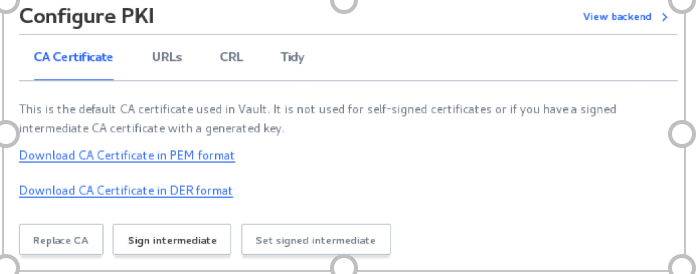 Configure PKI
View backend
CA Certificate URLs CRL Tidy
This is the default CA certificate used in Vault. It is not used for self-signed certificates or if you have a signed
intermediate CA certificate with a generated key.
Download CA Certificate in PEM format
Download CA Certificate in DER format
Replace CA Sign intermediate Set signed intermediate